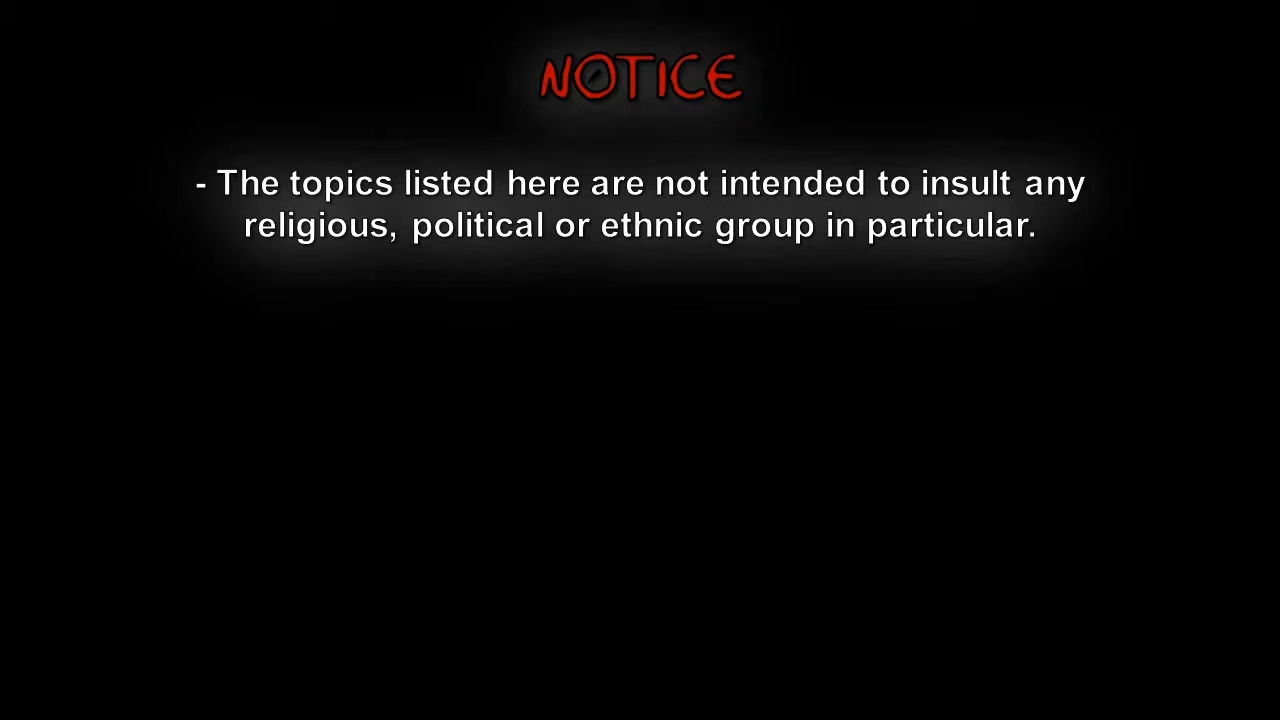 NOTICE
- The topics listed here are not intended to insult any
religious, political or ethnic group in particular.